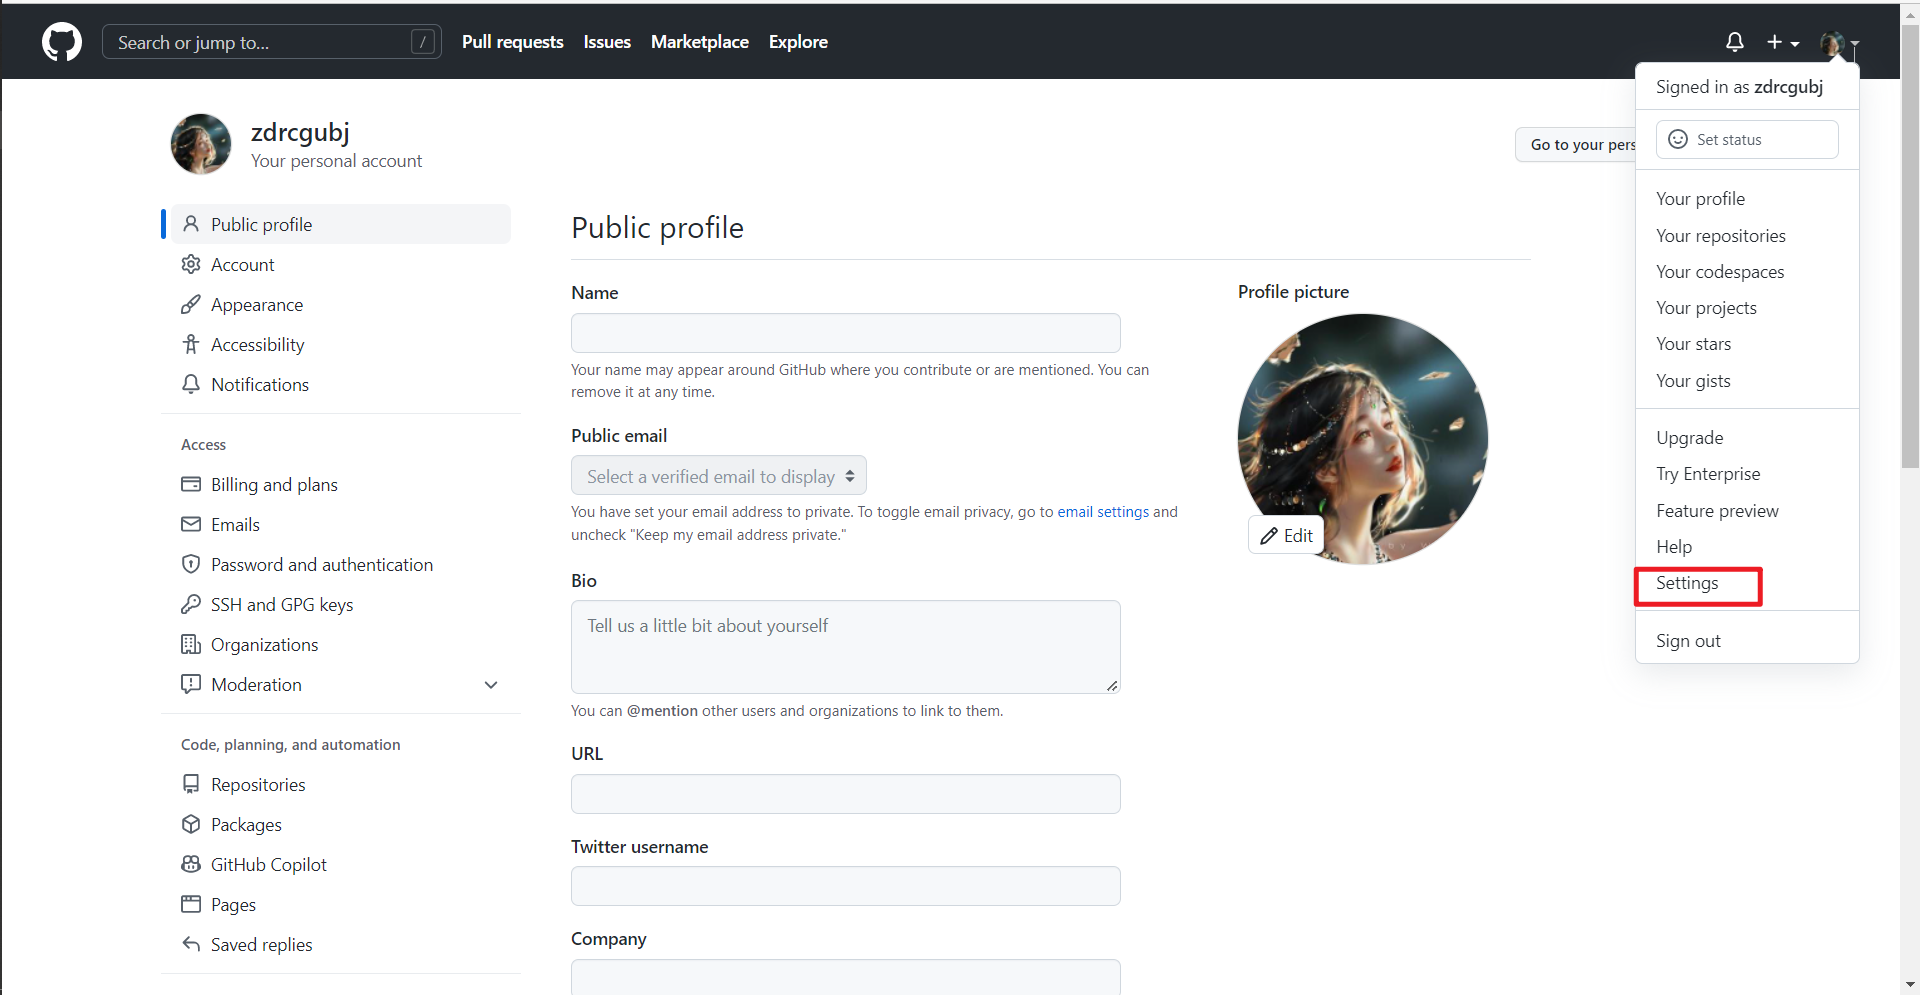 Search or jump to...
/
Pull requests
Issues
Marketplace
Explore
Signed in as zdrcgubj
Set status
Your profile
Your repositories
Your codespaces
Your projects
Your stars
Your gists
Upgrade
Try Enterprise
Feature preview
Help
Settings
Sign out
zdrcgubj
Your personal account
Go to your pers
Public profile
Account
Appearance
Accessibility
Notifications
Access
Billing and plans
Emails
Password and authentication
SSH and GPG keys
Organizations
Moderation
Code, planning, and automation
Repositories
Packages
GitHub Copilot
Pages
Saved replies
Public profile
Name
Your name may appear around GitHub where you contribute or are mentioned. You can
remove it at any time.
Public email
Select a verified email to display
You have set your email address to private. To toggle email privacy, go to email settings and
uncheck "Keep my email address private."
Bio
Tell us a little bit about yourself
You can @mention other users and organizations to link to them.
URL
Twitter username
Company
Profile picture
Edit